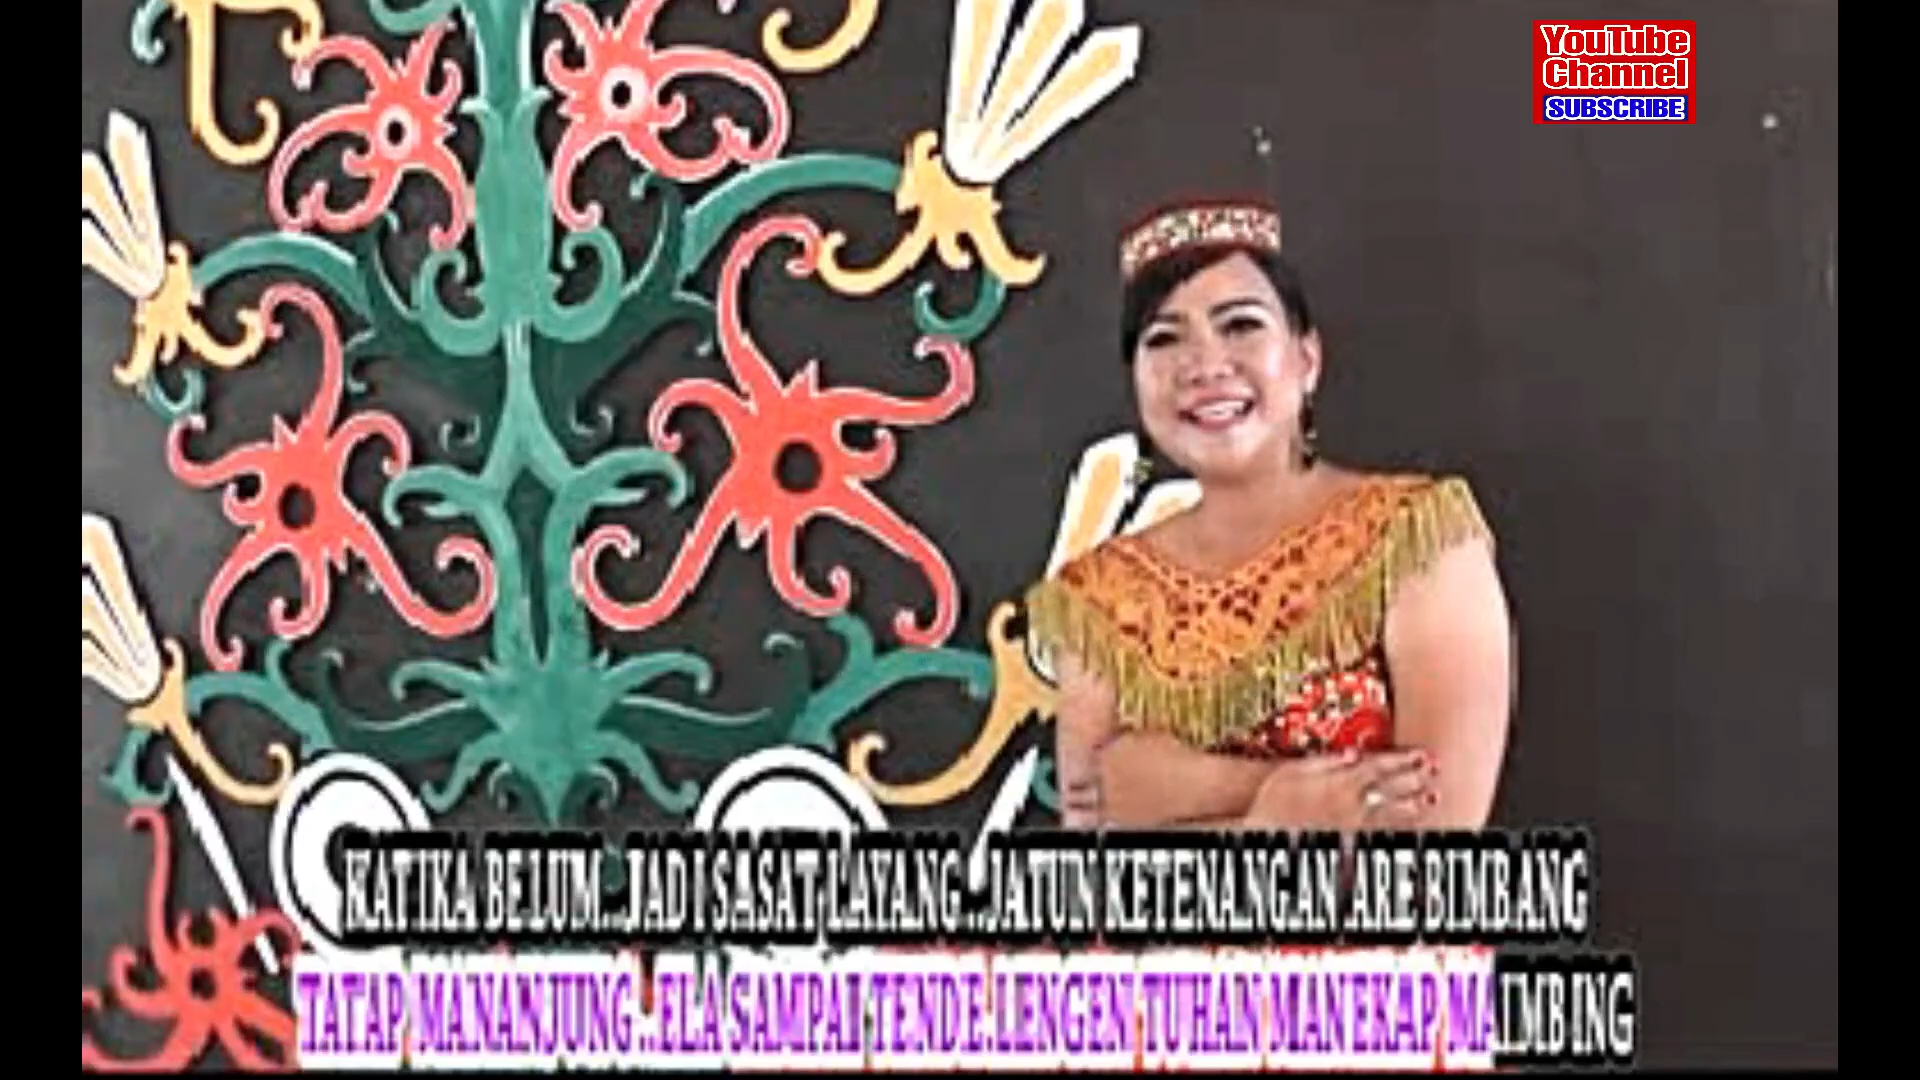 YouTube
Channel
SUBSCRIBE
KATIKA BELUM..JADI SASAT LAYANG..JATUN KETENANGAN ARE BIMBANG
TATAP MANANJUNG..ELA SAMPAI TENDE.LENGEN TUHAN MANEKAP MAIMBING